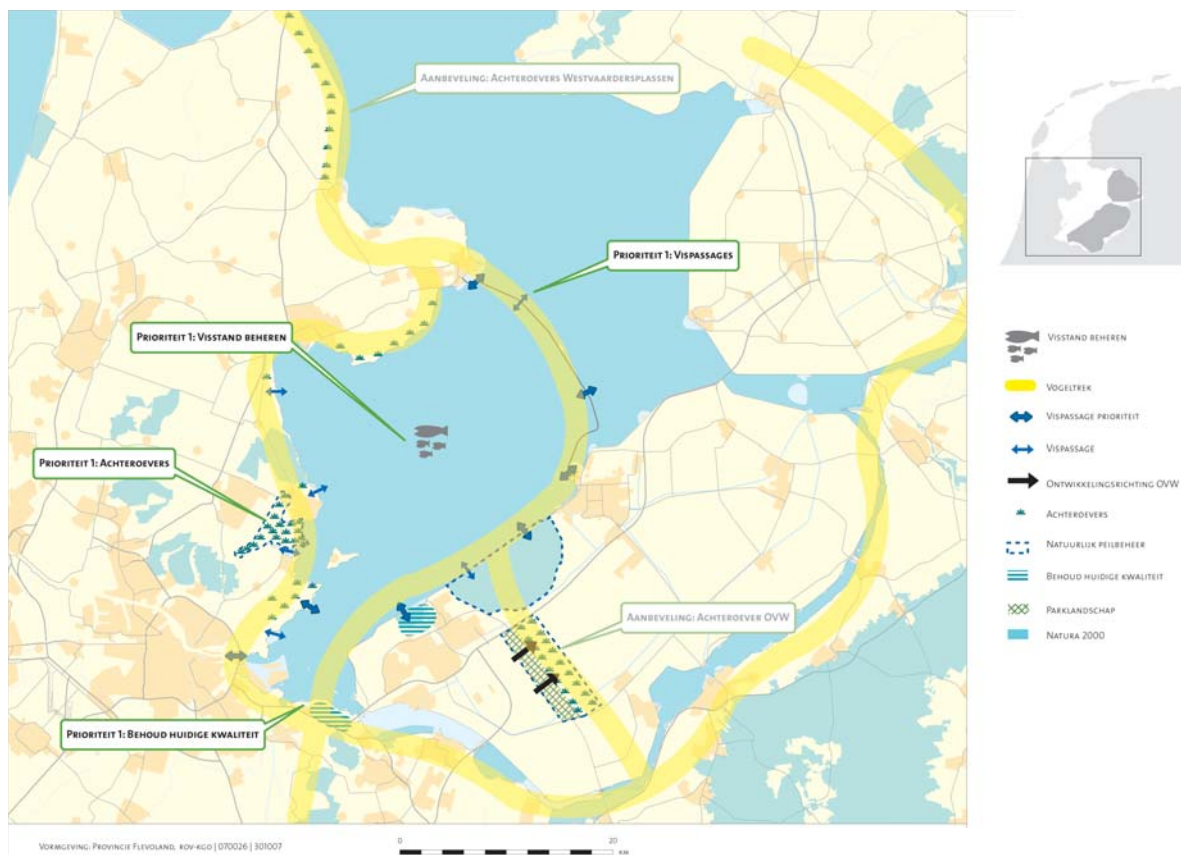 Aanbeveling: Achteroevers Westvaardersplassen
Prioriteit 1: Vispassages
Prioriteit 1: Visstand beheren
Prioriteit 1: Achteroevers
Aanbeveling: Achteroever OVW
Prioriteit 1: Behoud huidige kwaliteit
Visstand beheren
Vogeltrek
Vispassage prioriteit
Vispassage
Ontwikkelingsrichting OVW
Achteroevers
Natuurlijk peilbeheer
Behoud huidige kwaliteit
Parklandschap
Natura 2000
Vormgeving: Provincie Flevoland, rov-kgo | 070026 | 301007
0 20
km